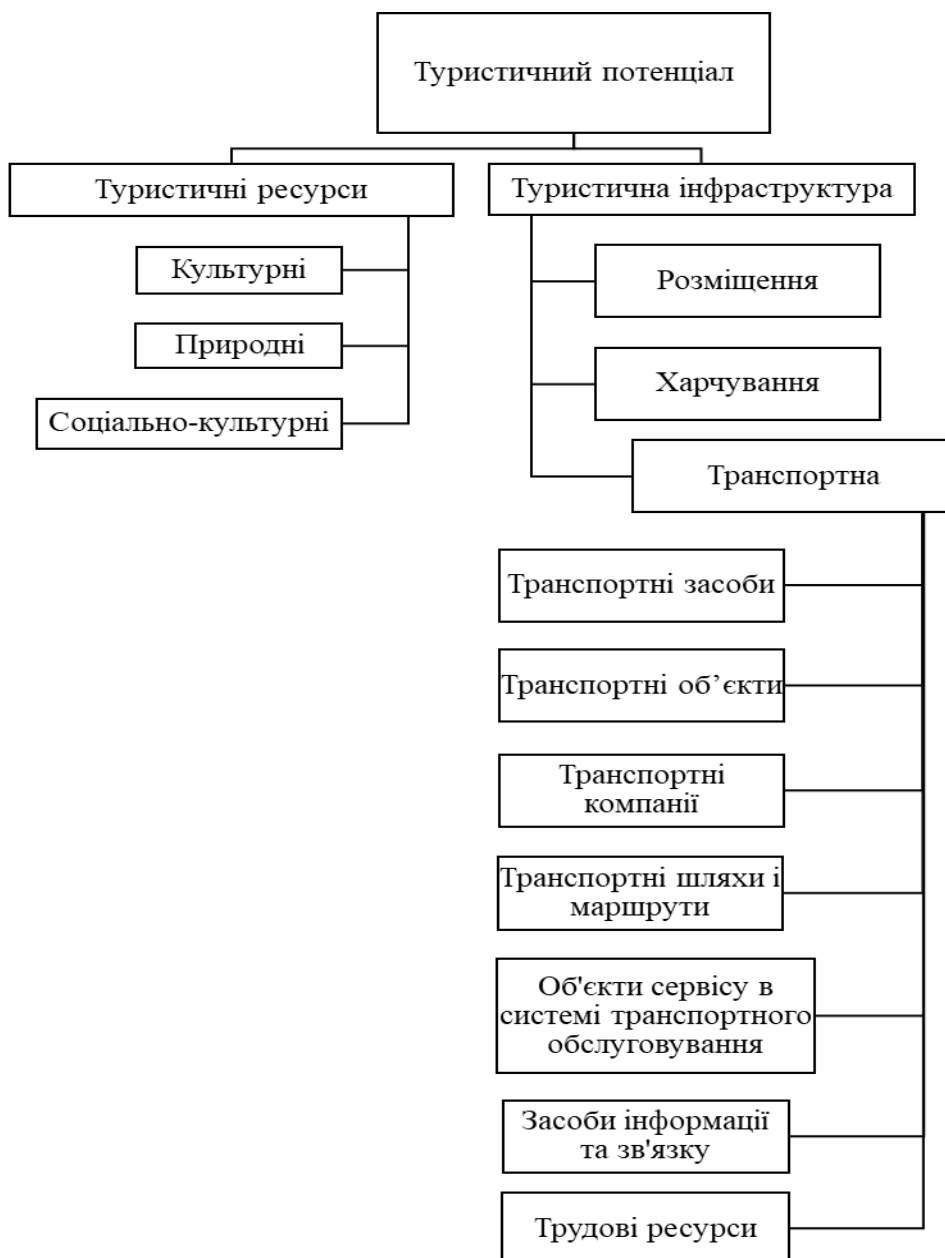 Туристичний потенціал
Туристичні ресурси
Туристична інфраструктура
Культурні
Природні
Соціально-культурні
Розміщення
Харчування
Транспортна
Транспортні засоби
Транспортні об’єкти
Транспортні
компанії
Транспортні шляхи і
маршрути
Об'єкти сервісу в
системі транспортного
обслуговування
Засоби інформації
та зв'язку
Трудові ресурси